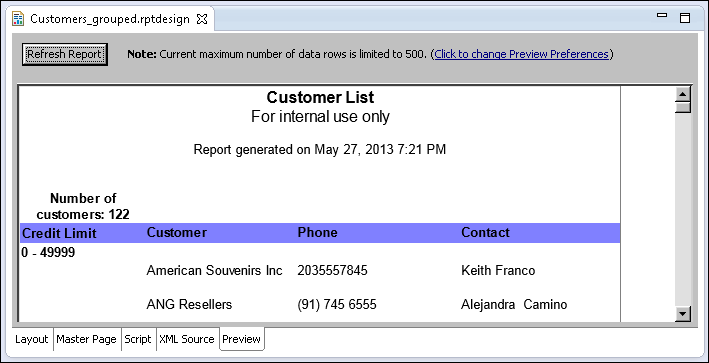 Customers_grouped.rptdesign
Refresh Report Note: Current maximum number of data rows is limited to 500. (Click to change Preview Preferences)
Customer List
For internal use only
Report generated on May 27, 2013 7:21 PM
Number of
customers: 122
Credit Limit Customer Phone Contact
0 - 49999
American Souvenirs Inc 2035557845 Keith Franco
ANG Resellers (91) 745 6555 Alejandra Camino
Layout Master Page Script XML Source Preview